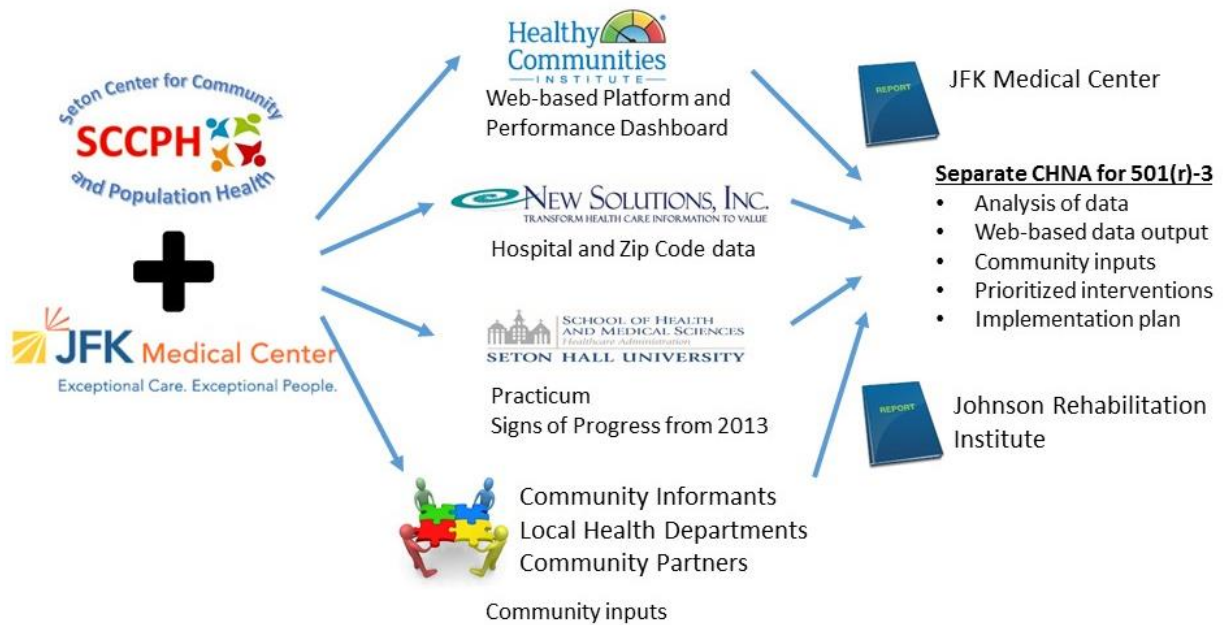 Seton Center for Community
SCCPH
and Population Health
JFK Medical Center
Exceptional Care. Exceptional People.
Healthy
Communities
INSTITUTE
Web-based Platform and
Performance Dashboard
NEW SOLUTIONS, INC.
TRANSFORM HEALTH CARE INFORMATION TO VALUE
Hospital and Zip Code data
SCHOOL OF HEALTH
AND MEDICAL SCIENCES
Healthcare Administration
SETON HALL UNIVERSITY
Practicum
Signs of Progress from 2013
Community Informants
Local Health Departments
Community Partners
Community inputs
REPORT
JFK Medical Center
Separate CHNA for 501(r)-3
• Analysis of data
• Web-based data output
• Community inputs
• Prioritized interventions
• Implementation plan
REPORT
Johnson Rehabilitation
Institute